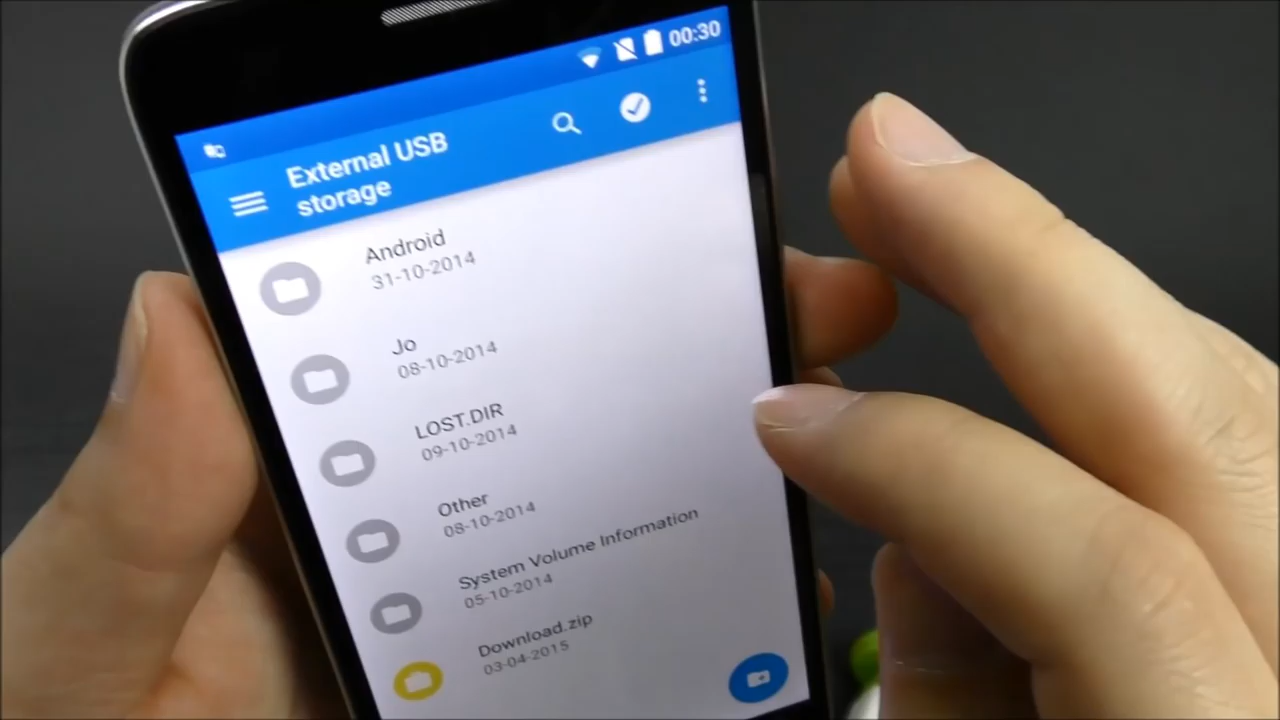 00:30
External USB
storage
Android
31-10-2014
Jo
08-10-2014
LOST.DIR
09-10-2014
Other
08-10-2014
System Volume Information
05-10-2014
Download.zip
03-04-2015